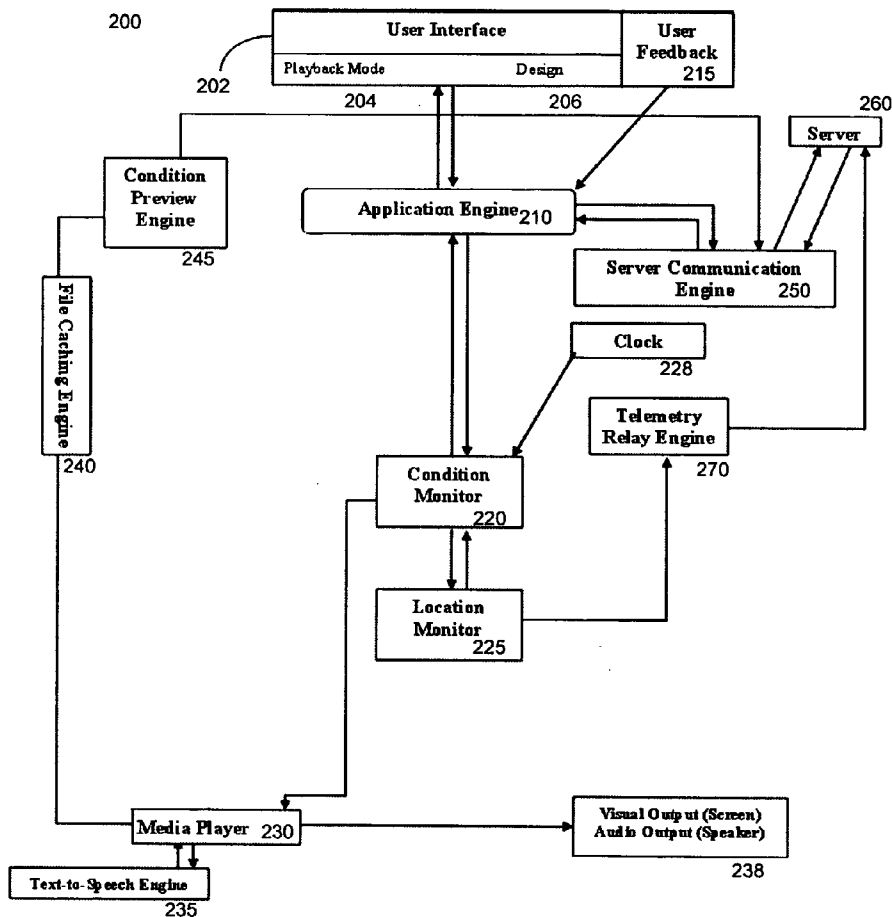 200
User Interface
User
Feedback
215
202
Playback Mode
Design
204
206
260
Server
Condition
Preview
Engine
245
Application Engine 210
Server Communication
Engine 250
File Caching Engine
240
Clock
228
Telemetry
Relay Engine
270
Condition
Monitor
220
Location
Monitor
225
Media Player 230
Visual Output (Screen)
Audio Output (Speaker)
238
Text-to-Speech Engine
235